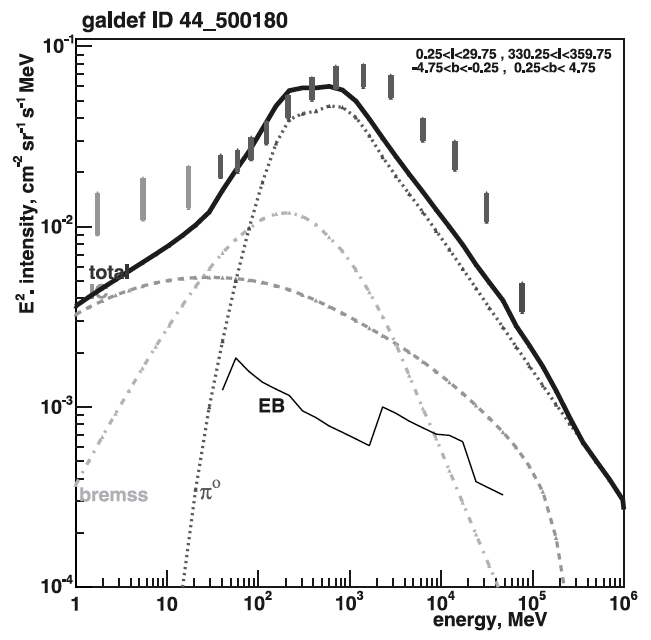 galdef ID 44_500180
0.25<l<29.75 , 330.25<l<359.75
-4.75<b<-0.25 , 0.25<b< 4.75
E². intensity, cm⁻² sr⁻¹ s⁻¹ MeV
10⁻¹
10⁻²
10⁻³
10⁻⁴
total
IC
EB
bremss
π⁰
1 10 10² 10³ 10⁴ 10⁵ 10⁶
energy, MeV